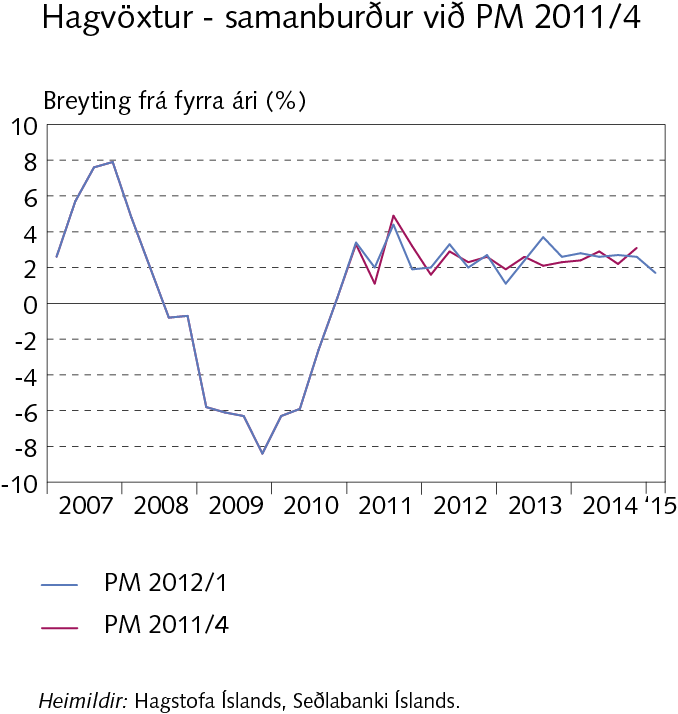 Hagvöxtur - samanburður við PM 2011/4
Breyting frá fyrra ári (%)
10
8
6
4
2
0
-2
-4
-6
-8
-10
2007 2008 2009 2010 2011 2012 2013 2014 '15
PM 2012/1
PM 2011/4
Heimildir: Hagstofa Íslands, Seðlabanki Íslands.